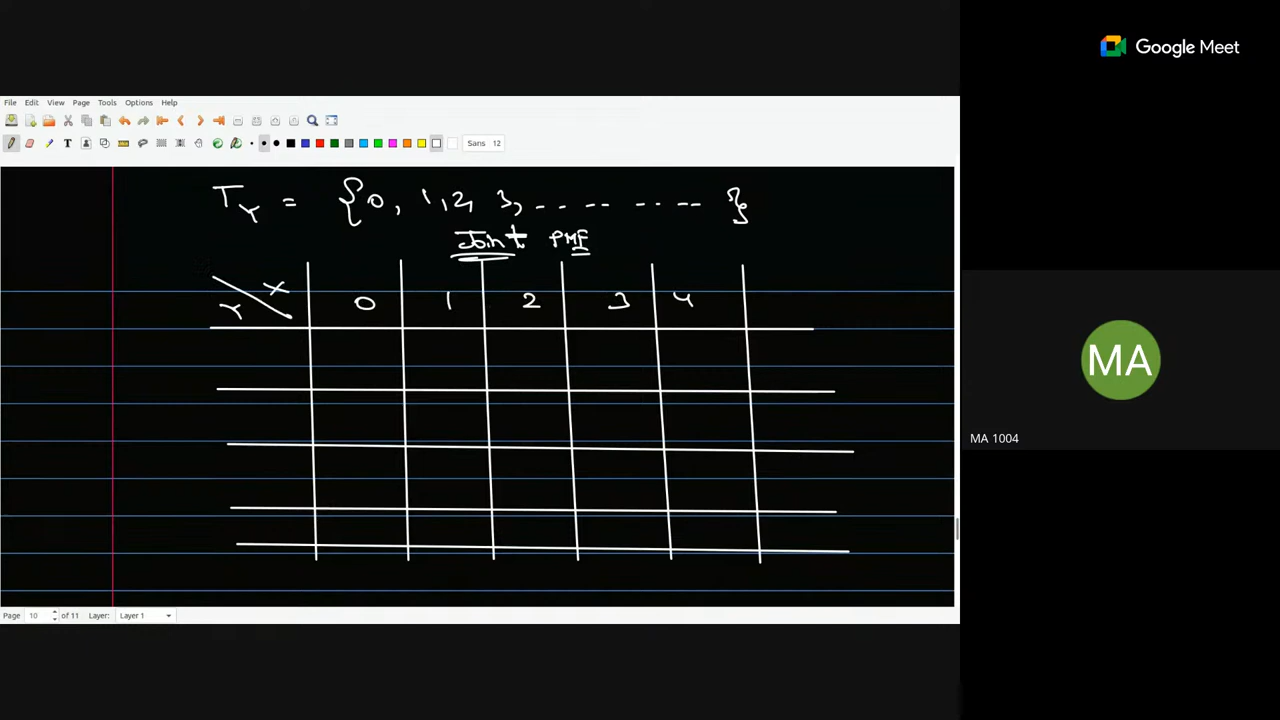 Google Meet
File Edit View Page Tools Options Help
Sans 12
T_Y = {0, 1, 2, 3, -- -- -- -- }
Joint PMF
X
Y
0 1 2 3 4
MA
MA 1004
Page 10 of 11 Layer: Layer 1